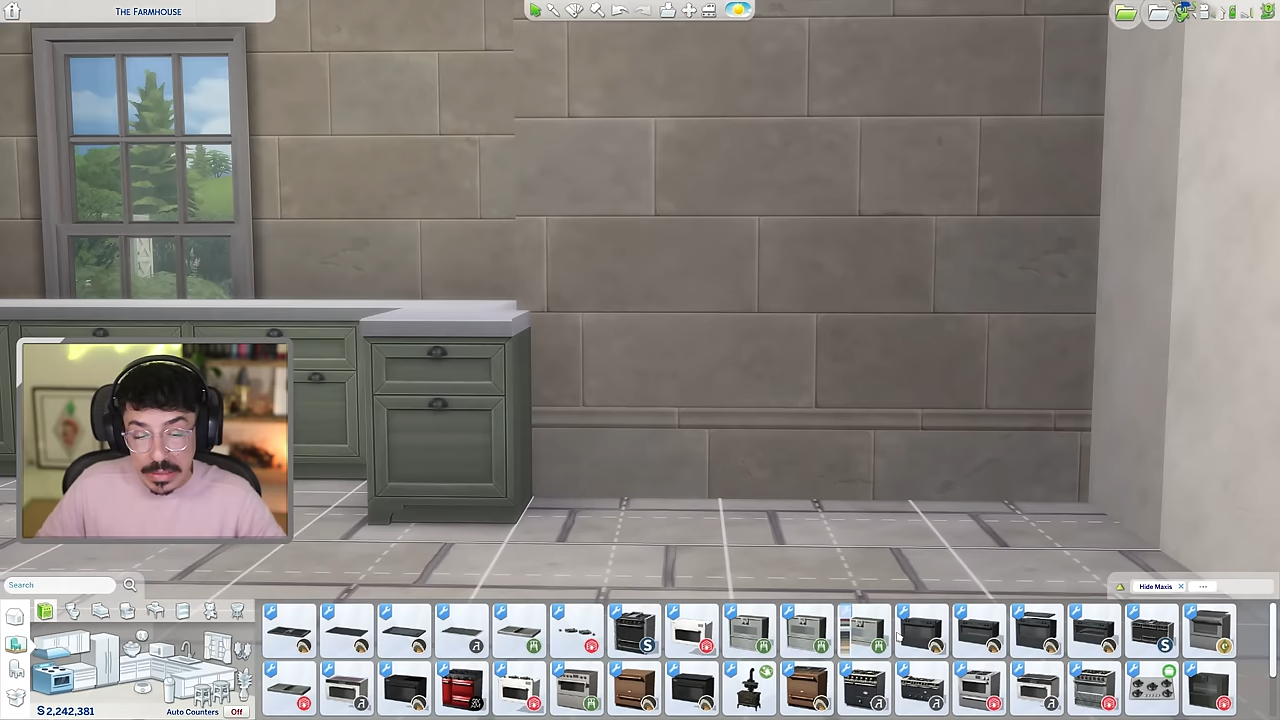 THE FARMHOUSE
Search
Hide Maxis
$2,242,381
Auto Counters
Off